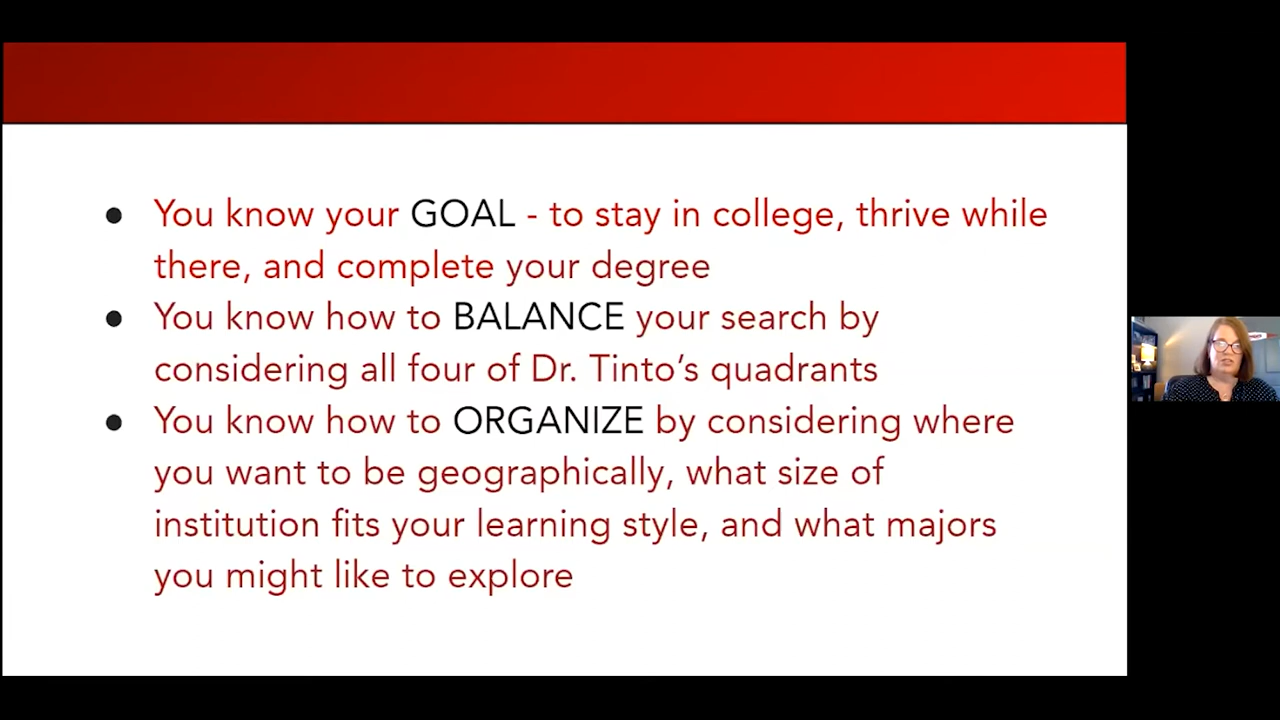 ● You know your GOAL - to stay in college, thrive while
there, and complete your degree
● You know how to BALANCE your search by
considering all four of Dr. Tinto’s quadrants
● You know how to ORGANIZE by considering where
you want to be geographically, what size of
institution fits your learning style, and what majors
you might like to explore